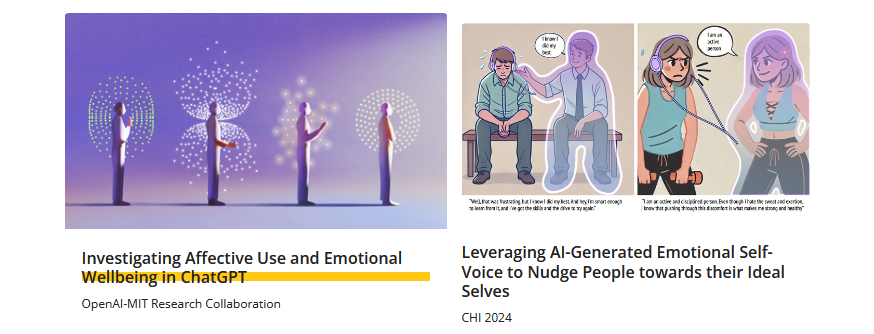 I know I
did my
best
I am an
active
person
"Well, that was frustrating, but I know I did my best. And hey, I'm smart enough
to learn from it, and I've got the skills and the drive to try again."
"I am an active and disciplined person. Even though I hate the sweat and exertion,
I know that pushing through this discomfort is what makes me strong and healthy"
Investigating Affective Use and Emotional
Wellbeing in ChatGPT
OpenAI-MIT Research Collaboration
Leveraging AI-Generated Emotional Self-
Voice to Nudge People towards their Ideal
Selves
CHI 2024